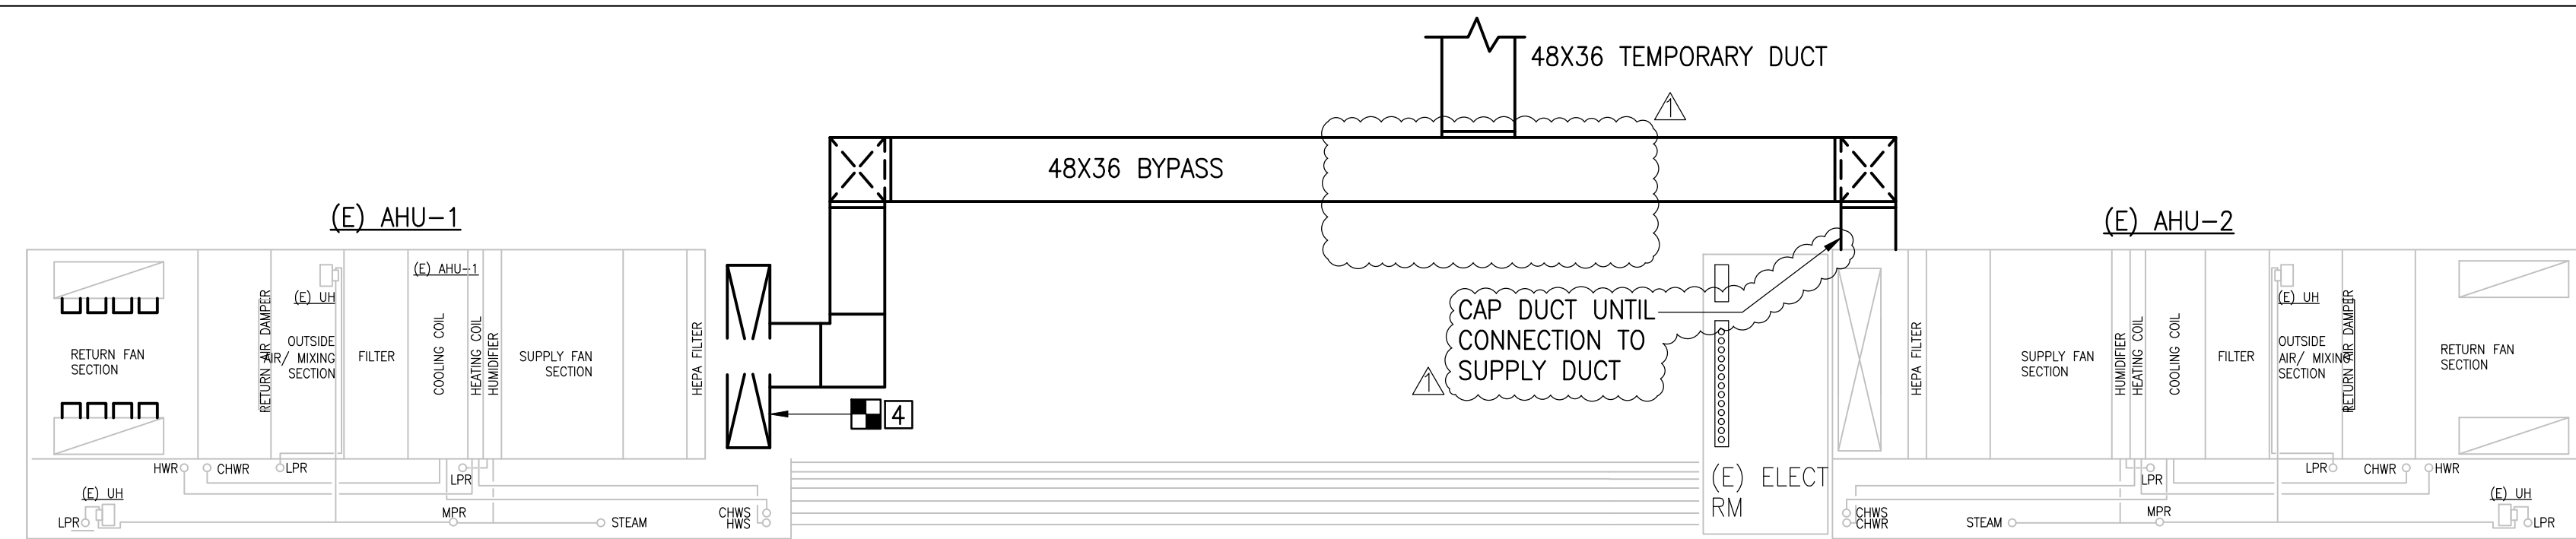 48X36 TEMPORARY DUCT
1
48X36 BYPASS
(E) AHU-1
(E) AHU-2
(E) AHU-1
(E) UH
RETURN FAN
SECTION
RETURN AIR DAMPER
OUTSIDE
AIR/ MIXING
SECTION
FILTER
COOLING COIL
HEATING COIL
HUMIDIFIER
SUPPLY FAN
SECTION
HEPA FILTER
4
CAP DUCT UNTIL
CONNECTION TO
SUPPLY DUCT
1
(E) ELECT
RM
HEPA FILTER
SUPPLY FAN
SECTION
HUMIDIFIER
HEATING COIL
COOLING COIL
FILTER
(E) UH
OUTSIDE
AIR/ MIXING
SECTION
RETURN AIR DAMPER
RETURN FAN
SECTION
HWR
CHWR
LPR
LPR
(E) UH
LPR
MPR
STEAM
CHWS
HWS
LPR
LPR
CHWR
HWR
(E) UH
CHWS
CHWR
STEAM
MPR
LPR